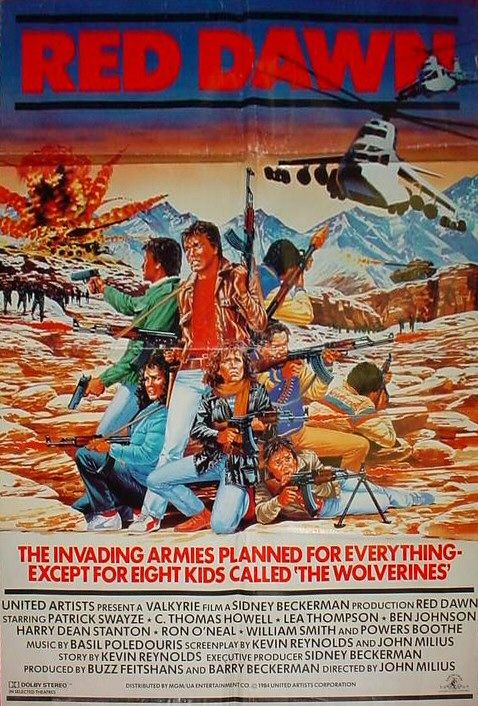 RED DAWN
THE INVADING ARMIES PLANNED FOR EVERYTHING-
EXCEPT FOR EIGHT KIDS CALLED 'THE WOLVERINES'
UNITED ARTISTS PRESENT A VALKYRIE FILM A SIDNEY BECKERMAN PRODUCTION RED DAWN
STARRING PATRICK SWAYZE • C. THOMAS HOWELL • LEA THOMPSON • BEN JOHNSON
HARRY DEAN STANTON • RON O'NEAL • WILLIAM SMITH AND POWERS BOOTHE
MUSIC BY BASIL POLEDOURIS SCREENPLAY BY KEVIN REYNOLDS AND JOHN MILIUS
STORY BY KEVIN REYNOLDS EXECUTIVE PRODUCER SIDNEY BECKERMAN
PRODUCED BY BUZZ FEITSHANS AND BARRY BECKERMAN DIRECTED BY JOHN MILIUS
DOLBY STEREO
IN SELECTED THEATRES
DISTRIBUTED BY MGM/UA ENTERTAINMENT CO. © 1984 UNITED ARTISTS CORPORATION